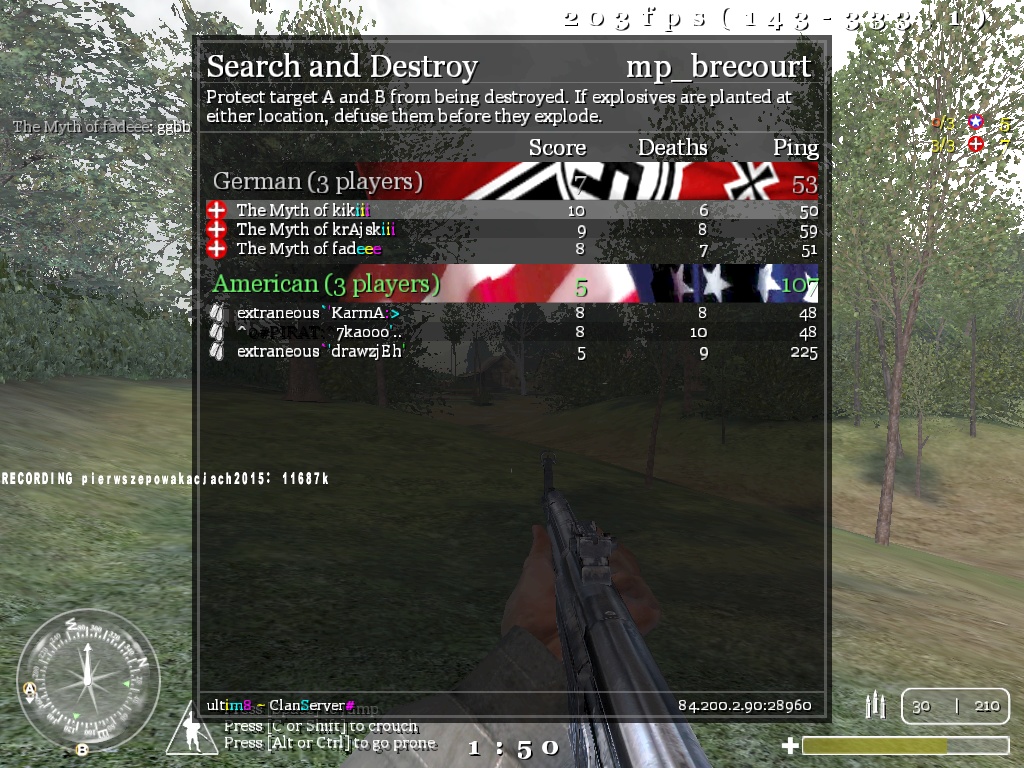 203fps(143-333
Search and Destroy mp_brecourt
Protect target A and B from being destroyed. If explosives are planted at
either location, defuse them before they explode.
The Myth of fadeee: ggbb
Score Deaths Ping
German (3 players) 7 53
The Myth of kikiii 10 6 50
The Myth of krAjskiii 9 8 59
The Myth of fadeee 8 7 51
3/3 7
American (3 players) 5 107
extraneous` KarmA:> 8 8 48
7kaooo'.. 8 10 48
extraneous`'drawzjEh' 5 9 225
RECORDING pierwszepowakacjach2015: 11687k
N
W
A
B
ultim8 ~ ClanServer# 84.200.2.90:28960
Press [C or Shift] to crouch
Press [Alt or Ctrl] to go prone
1:50
30 | 210